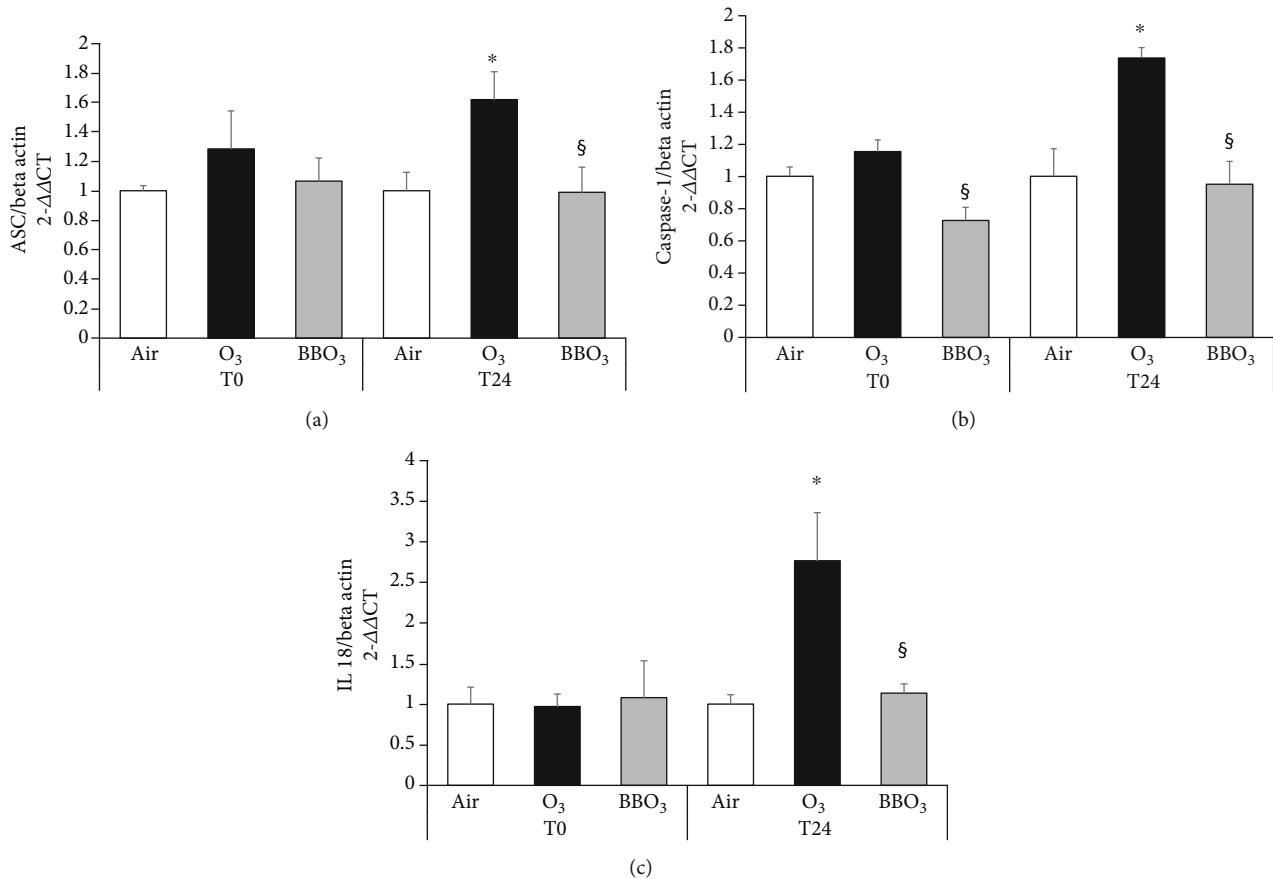 ASC/beta actin
2-ΔΔCT
2
1.8
1.6
1.4
1.2
1
0.8
0.6
0.4
0.2
0
*
§
Air O₃ BBO₃ Air O₃ BBO₃
T0 T24
(a)
Caspase-1/beta actin
2-ΔΔCT
2
1.8
1.6
1.4
1.2
1
0.8
0.6
0.4
0.2
0
*
§
§
Air O₃ BBO₃ Air O₃ BBO₃
T0 T24
(b)
IL 18/beta actin
2-ΔΔCT
4
3.5
3
2.5
2
1.5
1
0.5
0
*
§
Air O₃ BBO₃ Air O₃ BBO₃
T0 T24
(c)